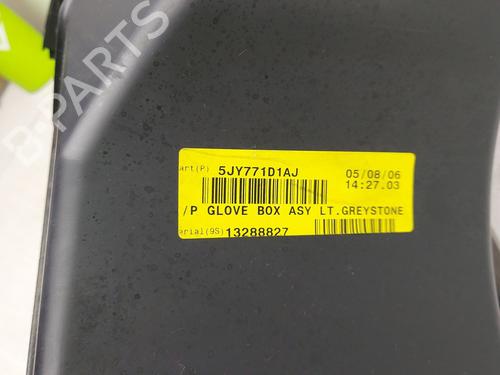 B-PARTS
art(P) 5JY771D1AJ
05/08/06
14:27.03
/P GLOVE BOX ASY LT.GREYSTONE
erial(9S) 13288827